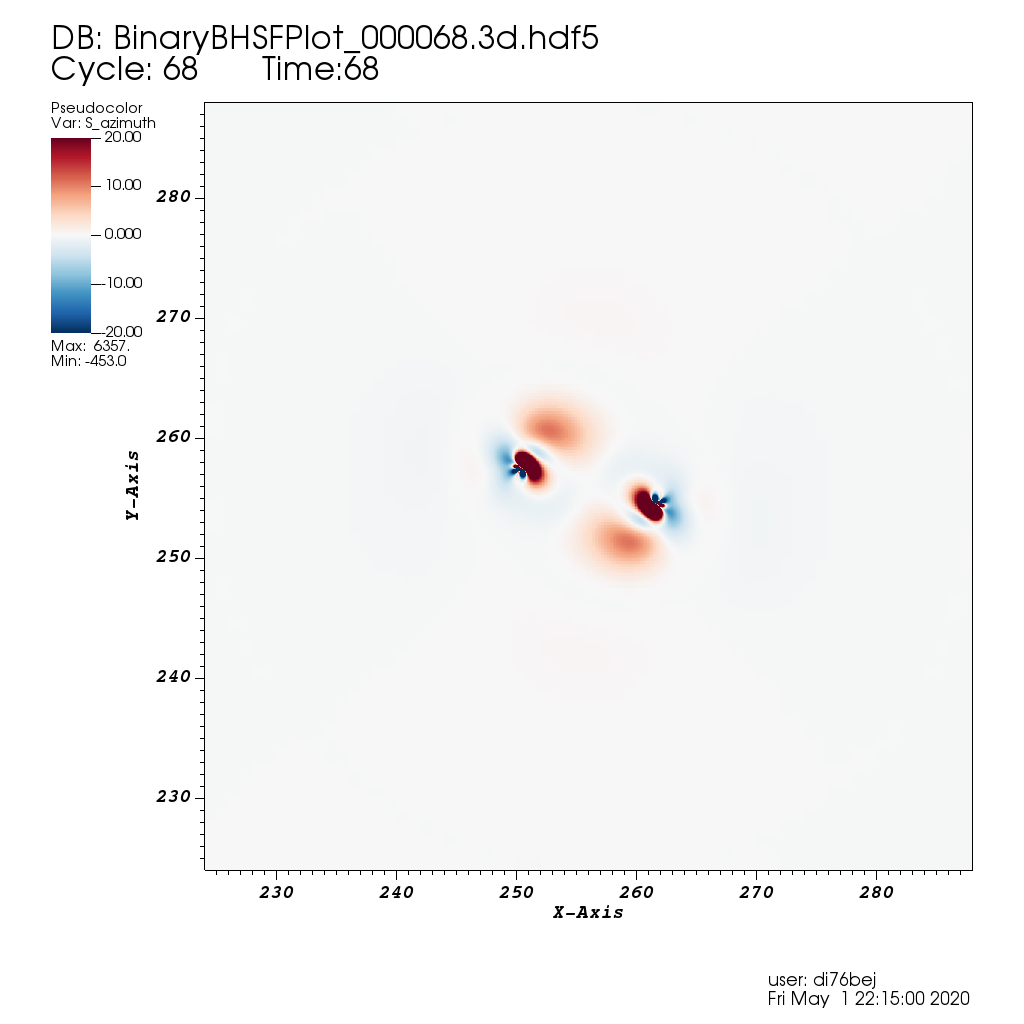 DB: BinaryBHSFPlot_000068.3d.hdf5
Cycle: 68 Time:68
Pseudocolor
Var: S_azimuth
20.00
10.00
0.000
-10.00
-20.00
Max: 6357.
Min: -453.0
280
270
260
250
240
230
Y-Axis
230 240 250 260 270 280
X-Axis
user: di76bej
Fri May 1 22:15:00 2020